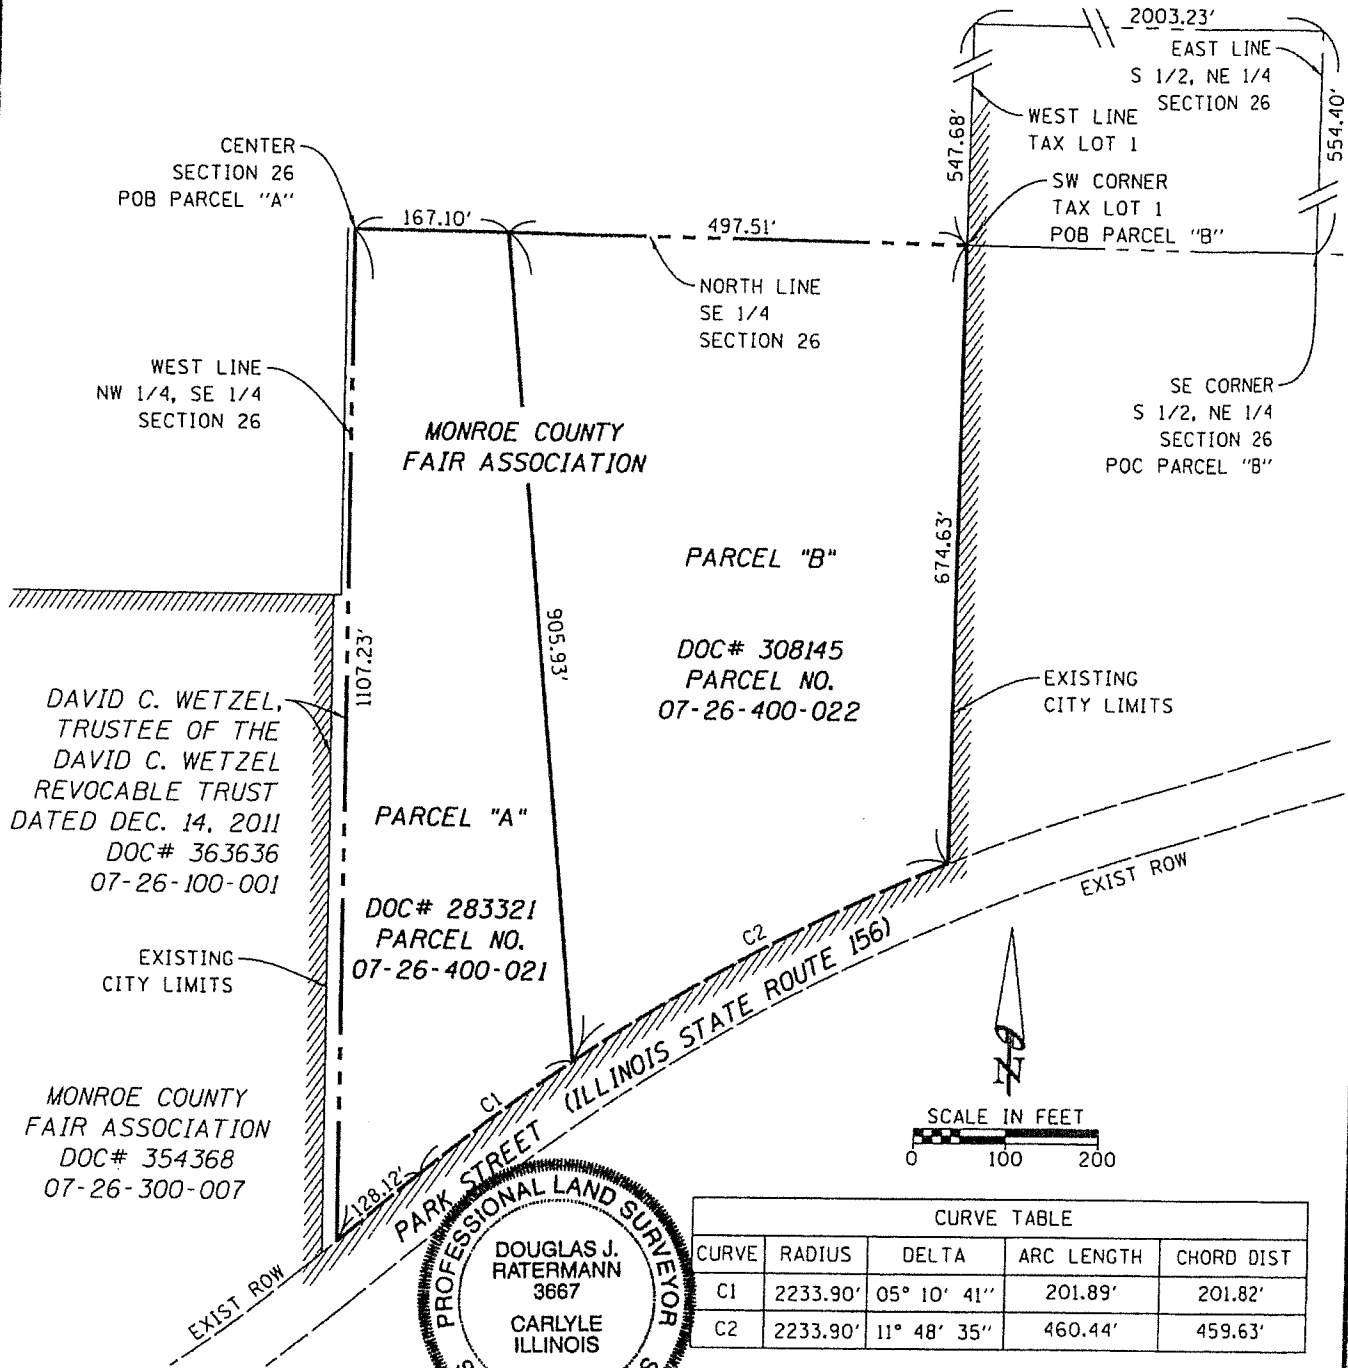 2003.23'
EAST LINE
S 1/2, NE 1/4
SECTION 26
WEST LINE
TAX LOT 1
547.68'
554.40'
CENTER
SECTION 26
POB PARCEL "A"
SW CORNER
TAX LOT 1
POB PARCEL "B"
167.10'
497.51'
NORTH LINE
SE 1/4
SECTION 26
WEST LINE
NW 1/4, SE 1/4
SECTION 26
SE CORNER
S 1/2, NE 1/4
SECTION 26
POC PARCEL "B"
MONROE COUNTY
FAIR ASSOCIATION
674.63'
PARCEL "B"
DOC# 308145
PARCEL NO.
07-26-400-022
905.93'
1107.23'
EXISTING
CITY LIMITS
DAVID C. WETZEL,
TRUSTEE OF THE
DAVID C. WETZEL
REVOCABLE TRUST
DATED DEC. 14, 2011
DOC# 363636
07-26-100-001
PARCEL "A"
DOC# 283321
PARCEL NO.
07-26-400-021
EXIST ROW
C2
EXISTING
CITY LIMITS
PARK STREET (ILLINOIS STATE ROUTE 156)
C1
N
MONROE COUNTY
FAIR ASSOCIATION
DOC# 354368
07-26-300-007
128.12'
SCALE IN FEET
0 100 200
EXIST ROW
PROFESSIONAL LAND SURVEYOR
DOUGLAS J.
RATERMANN
3667
CARLYLE
ILLINOIS
S
S
CURVE TABLE
CURVE RADIUS DELTA ARC LENGTH CHORD DIST
C1 2233.90' 05° 10' 41'' 201.89' 201.82'
C2 2233.90' 11° 48' 35'' 460.44' 459.63'